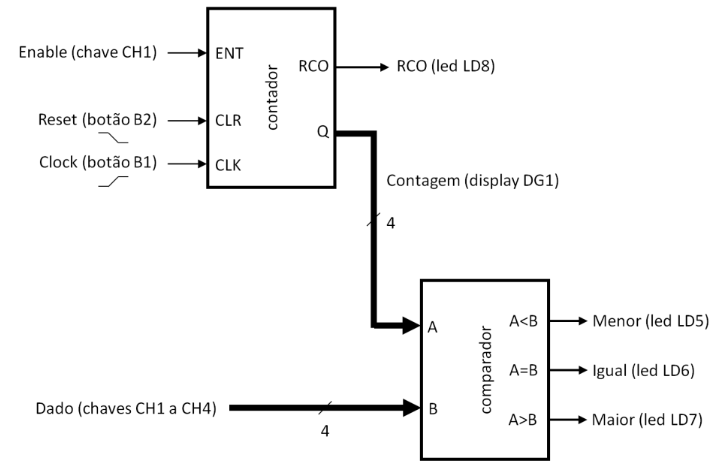 Enable (chave CH1)
ENT
RCO
RCO (led LD8)
contador
Reset (botão B2)
CLR
Q
Clock (botão B1)
CLK
Contagem (display DG1)
4
A
A<B
Menor (led LD5)
comparador
A=B
Igual (led LD6)
Dado (chaves CH1 a CH4)
4
B
A>B
Maior (led LD7)